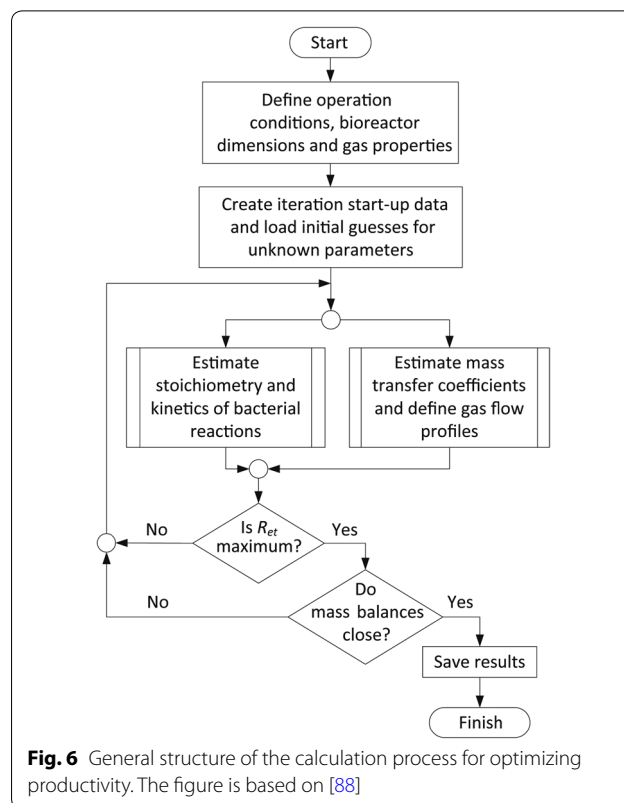 Start
Define operation
conditions, bioreactor
dimensions and gas properties
Create iteration start-up data
and load initial guesses for
unknown parameters
Estimate
stoichiometry and
kinetics of bacterial
reactions
Estimate mass
transfer coefficients
and define gas flow
profiles
Is Ret
maximum?
No
Yes
Do
mass balances
close?
No
Yes
Save results
Finish
Fig. 6 General structure of the calculation process for optimizing
productivity. The figure is based on [88]